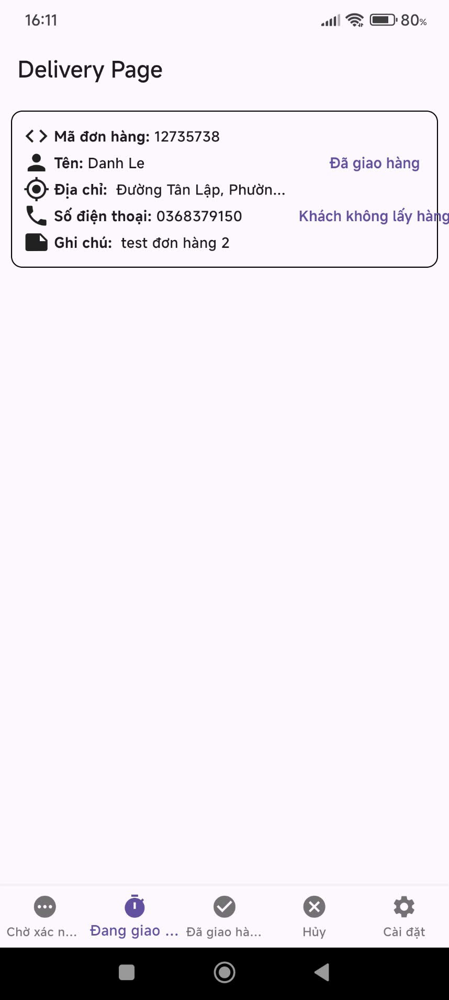 16:11
80%
Delivery Page
Mã đơn hàng: 12735738
Tên: Danh Le
Đã giao hàng
Địa chỉ: Đường Tân Lập, Phườn...
Số điện thoại: 0368379150
Khách không lấy hàng
Ghi chú: test đơn hàng 2
Chờ xác n...
Đang giao ...
Đã giao hà...
Hủy
Cài đặt